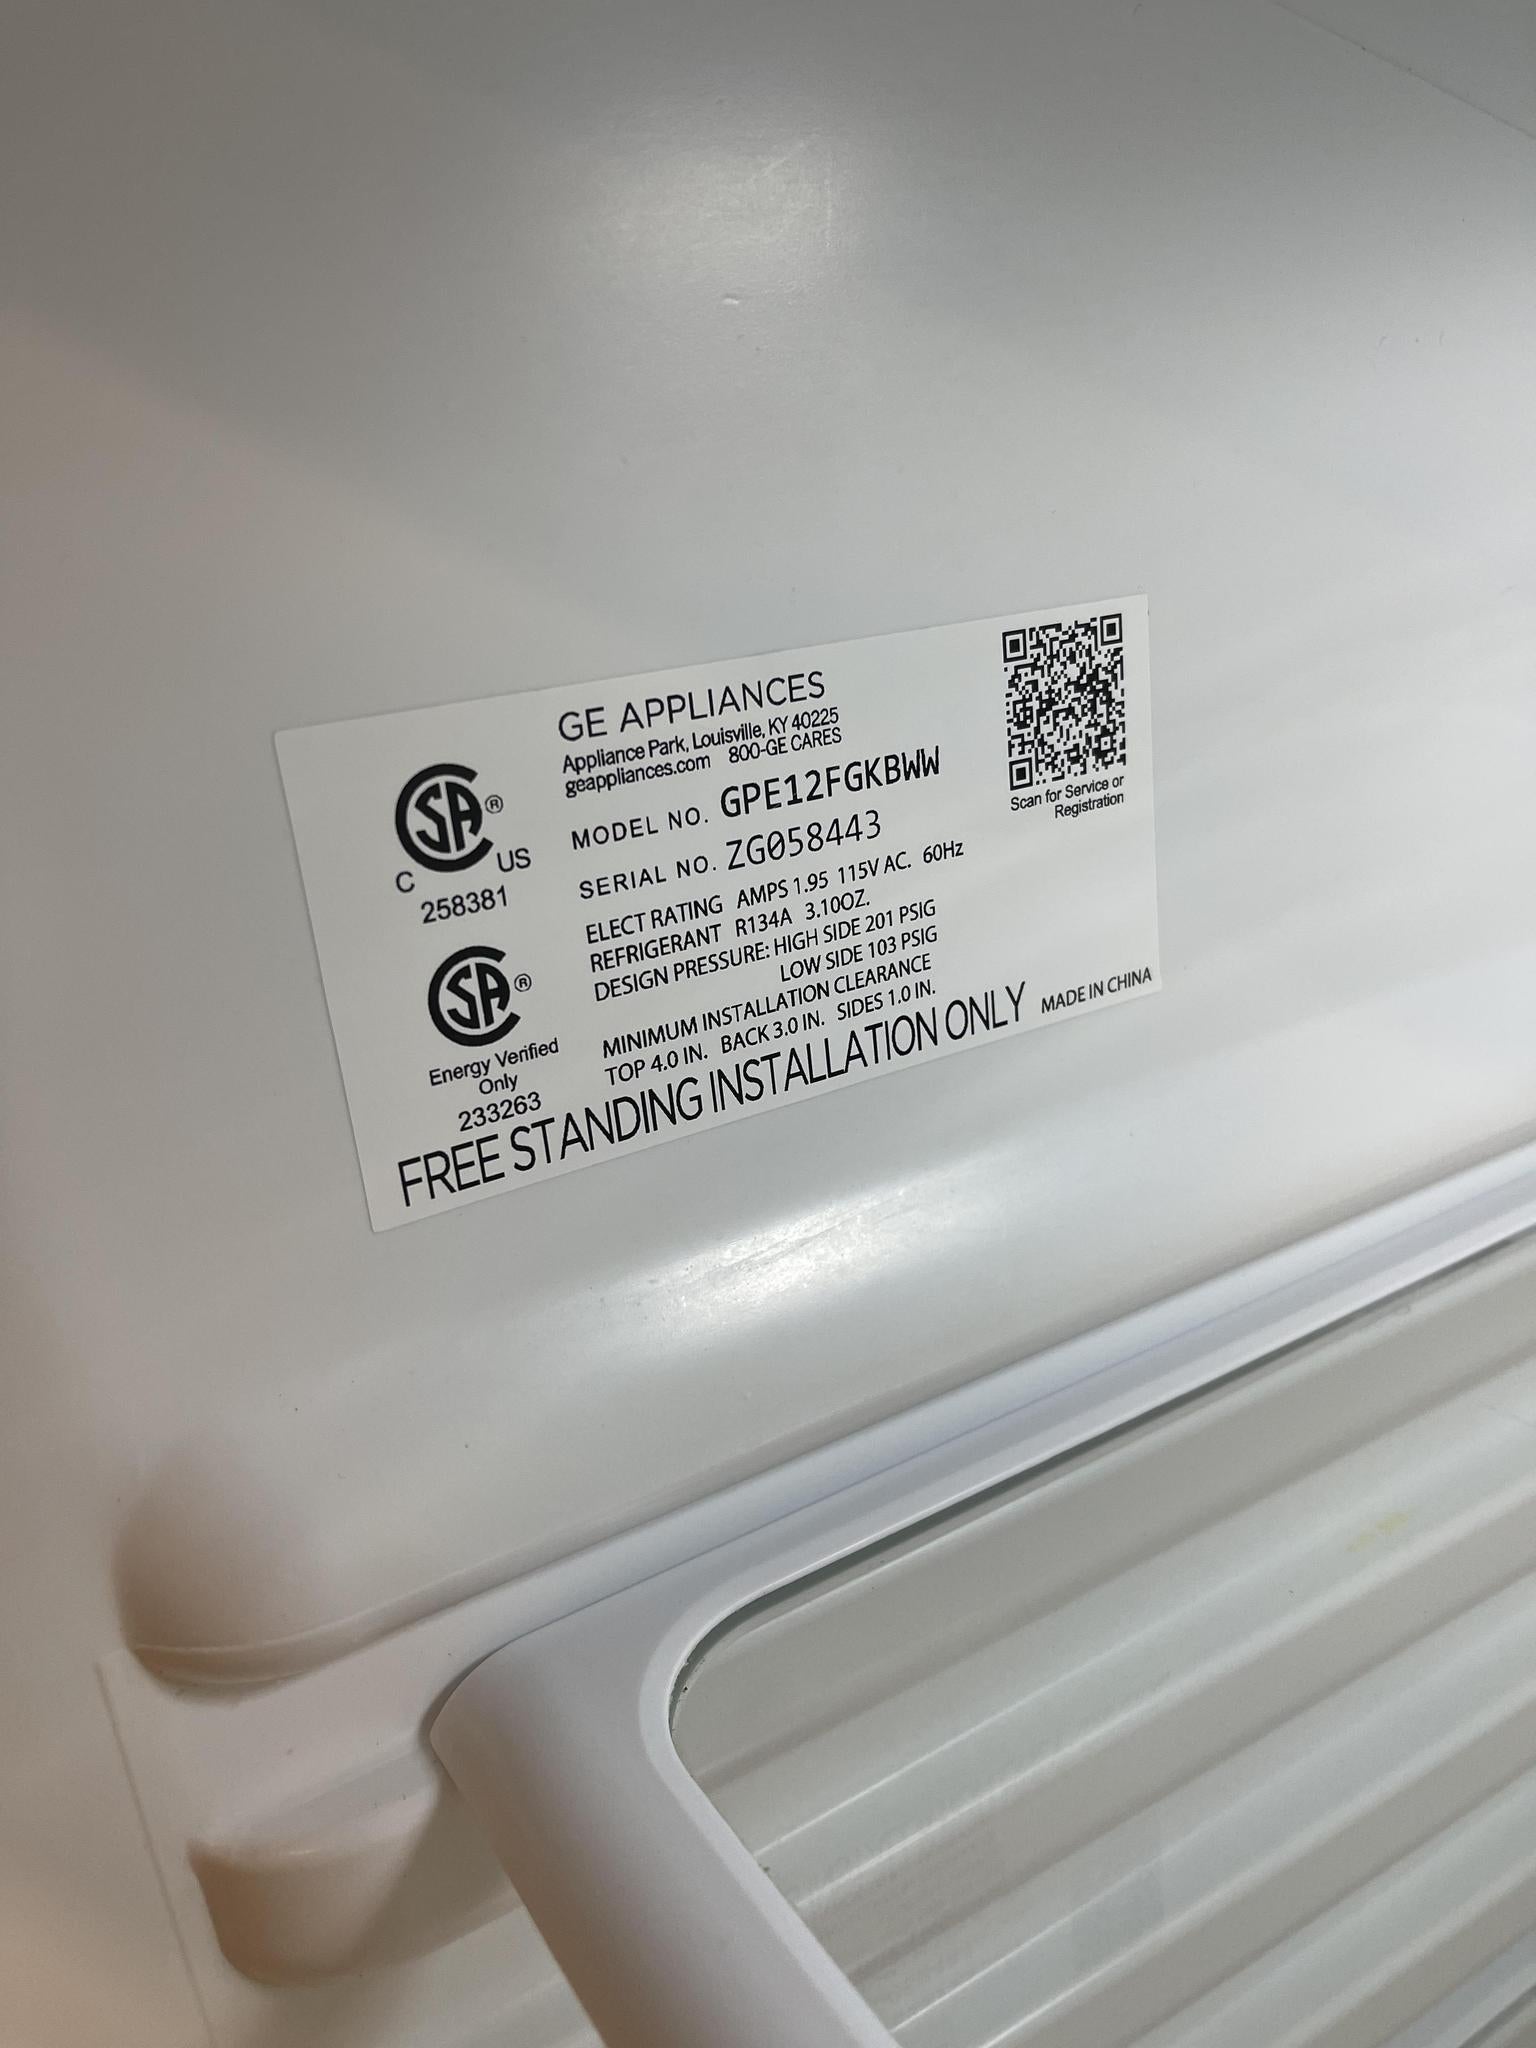 GE APPLIANCES
Appliance Park, Louisville, KY 40225
geappliances.com 800-GE CARES
MODEL NO. GPE12FGKBWW
SERIAL NO. ZG058443
ELECT RATING AMPS 1.95 115V AC. 60Hz
REFRIGERANT R134A 3.10OZ.
DESIGN PRESSURE: HIGH SIDE 201 PSIG
LOW SIDE 103 PSIG
MINIMUM INSTALLATION CLEARANCE
TOP 4.0 IN. BACK 3.0 IN. SIDES 1.0 IN.
FREE STANDING INSTALLATION ONLY
MADE IN CHINA
Scan for Service or
Registration
CSA®
C US
258381
CSA®
Energy Verified
Only
233263